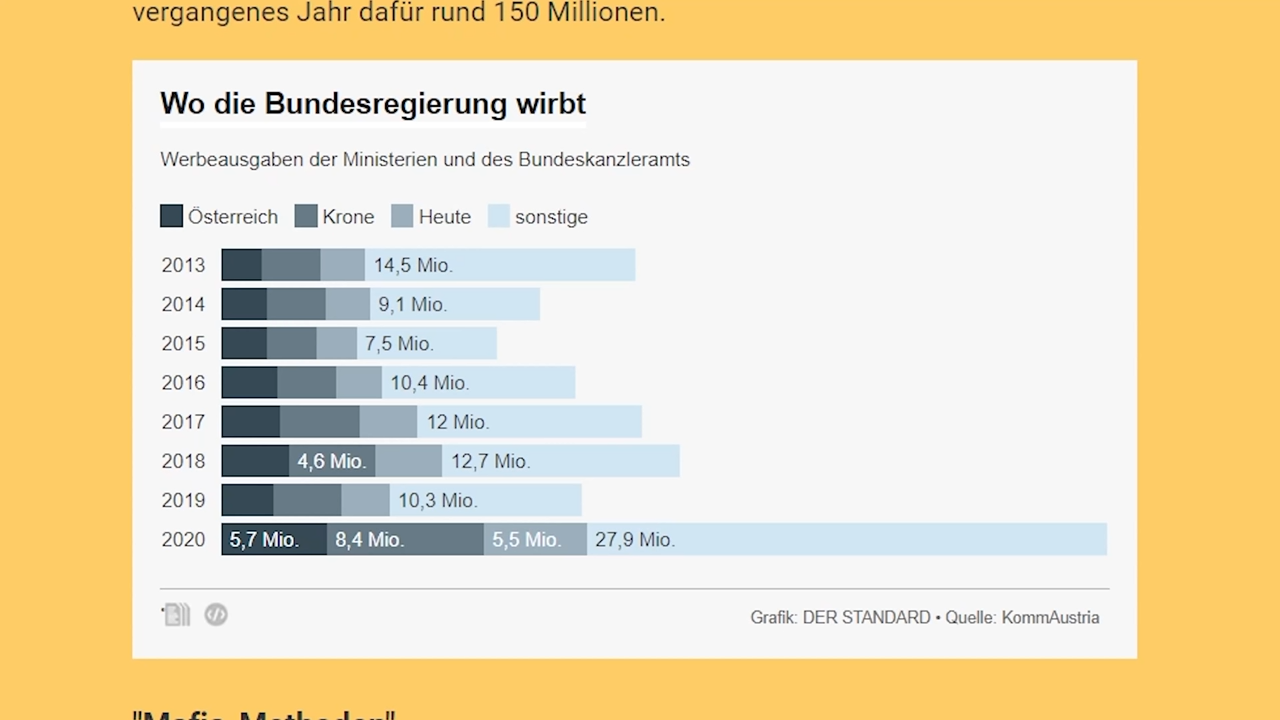 vergangenes Jahr dafür rund 150 Millionen.
Wo die Bundesregierung wirbt
Werbeausgaben der Ministerien und des Bundeskanzleramts
Österreich Krone Heute sonstige
2013 14,5 Mio.
2014 9,1 Mio.
2015 7,5 Mio.
2016 10,4 Mio.
2017 12 Mio.
2018 4,6 Mio. 12,7 Mio.
2019 10,3 Mio.
2020 5,7 Mio. 8,4 Mio. 5,5 Mio. 27,9 Mio.
Grafik: DER STANDARD • Quelle: KommAustria
"Mafia-Methoden"